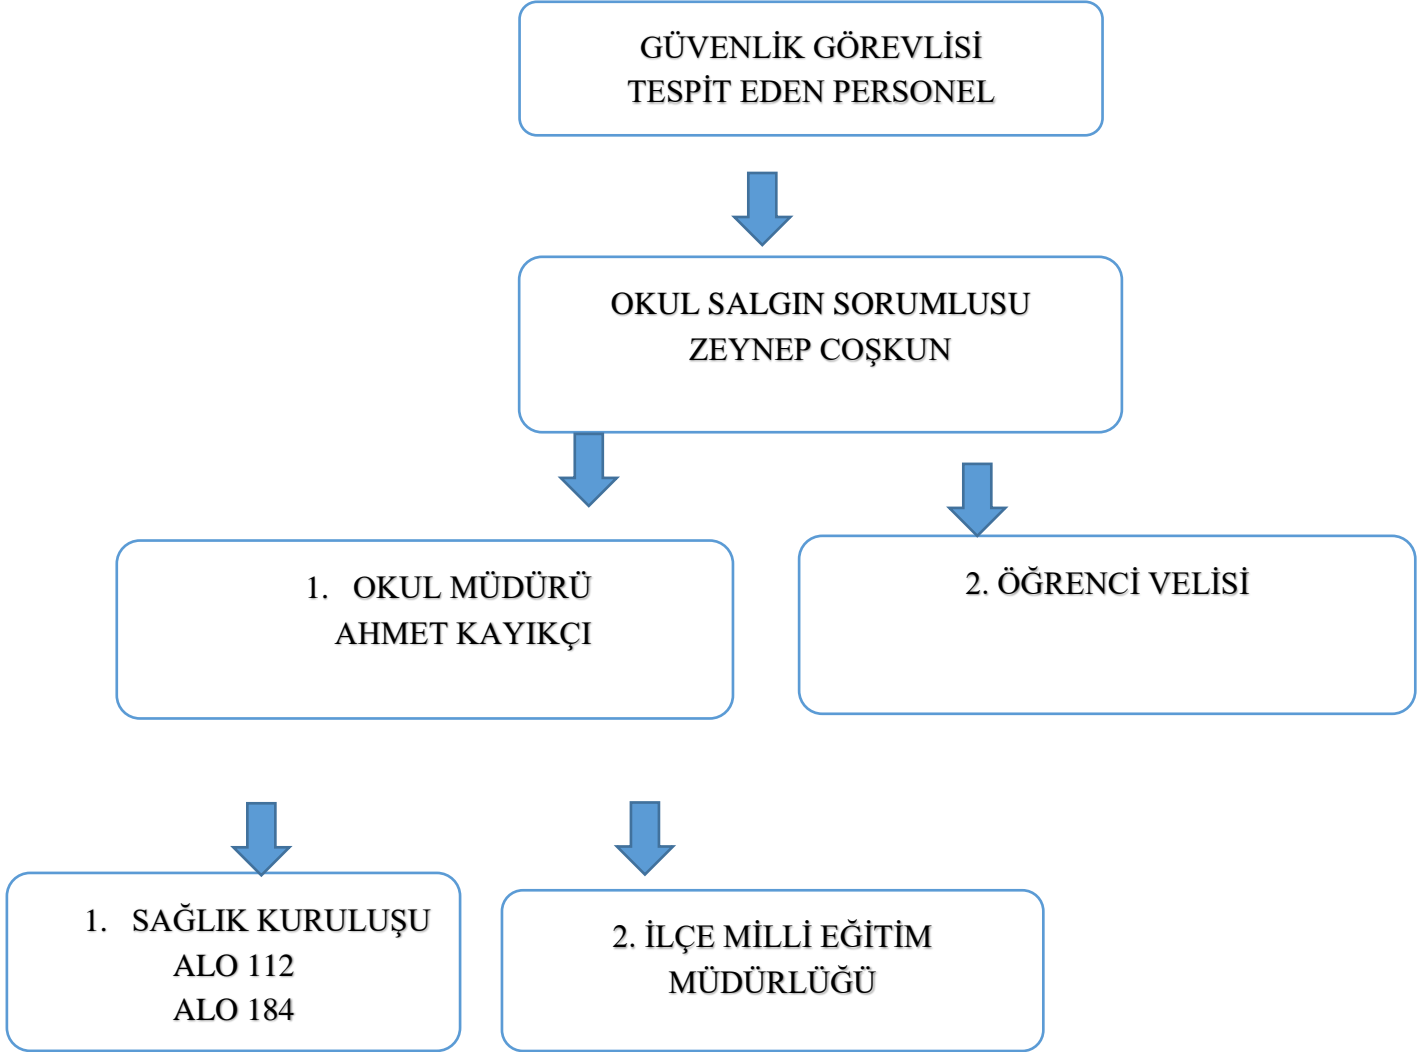 GÜVENLİK GÖREVLİSİ
TESPİT EDEN PERSONEL
OKUL SALGIN SORUMLUSU
ZEYNEP COŞKUN
1. OKUL MÜDÜRÜ
AHMET KAYIKÇI
2. ÖĞRENCİ VELİSİ
1. SAĞLIK KURULUŞU
ALO 112
ALO 184
2. İLÇE MİLLİ EĞİTİM
MÜDÜRLÜĞÜ